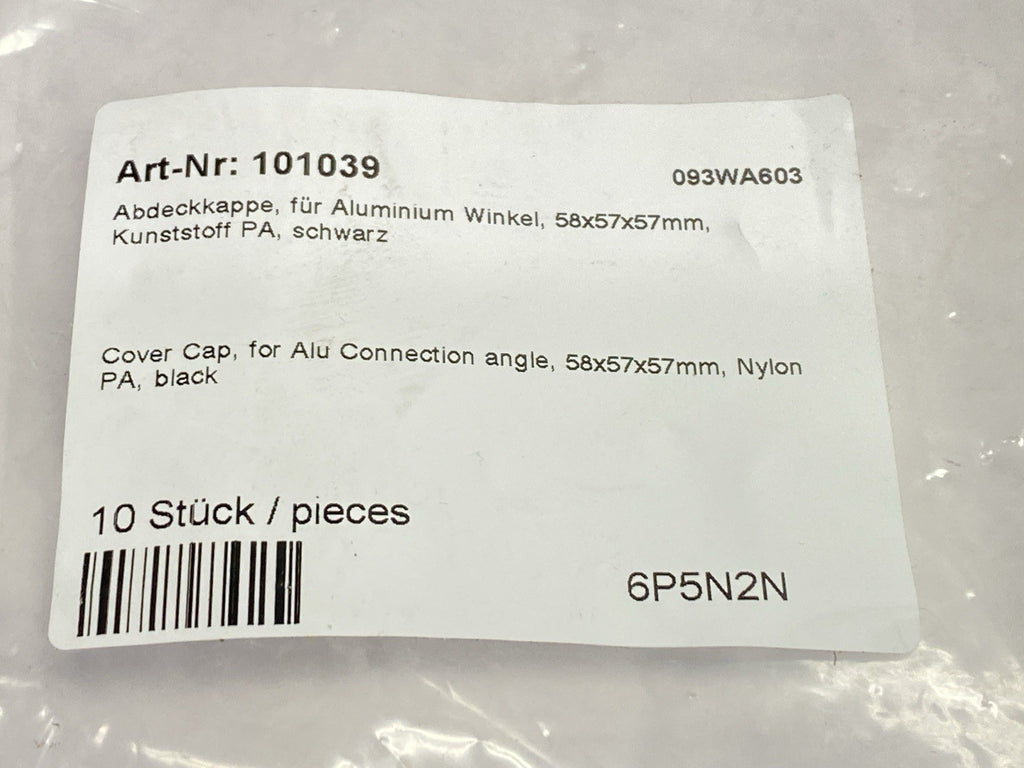 Art-Nr: 101039
093WA603
Abdeckkappe, für Aluminium Winkel, 58x57x57mm,
Kunststoff PA, schwarz
Cover Cap, for Alu Connection angle, 58x57x57mm, Nylon
PA, black
10 Stück / pieces
6P5N2N